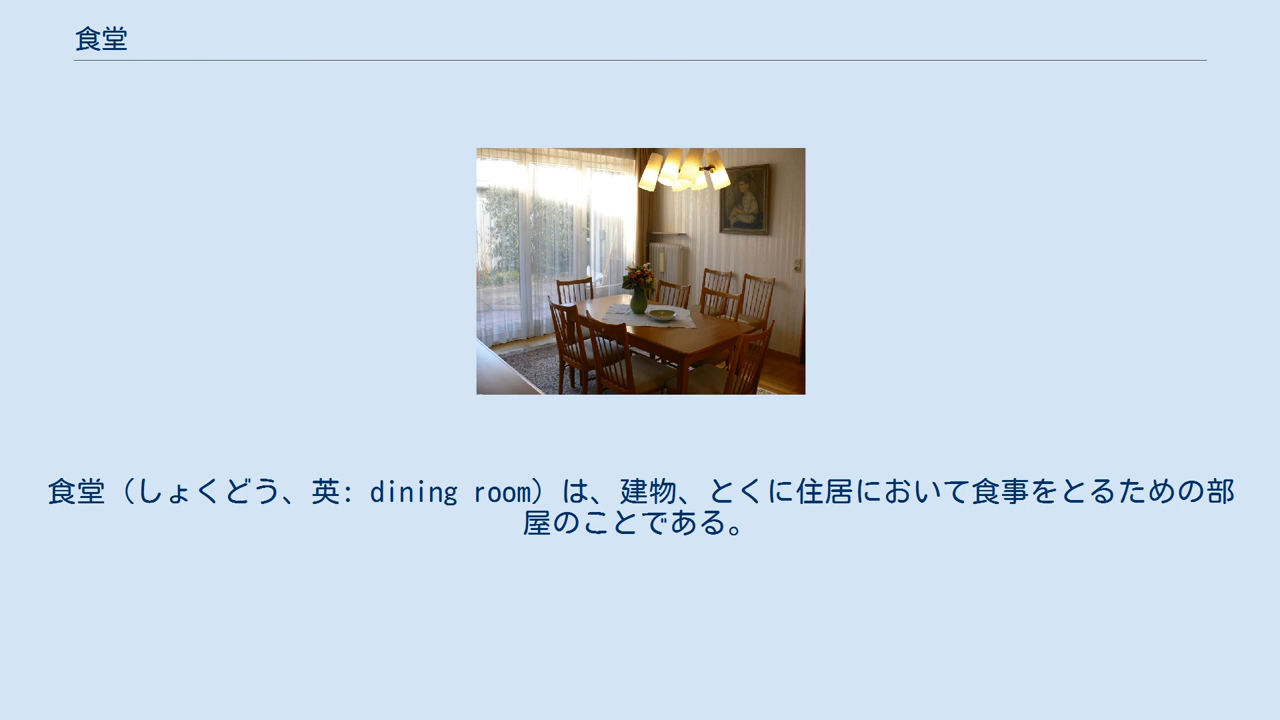 食堂
食堂（しょくどう、英: dining room）は、建物、とくに住居において食事をとるための部
屋のことである。